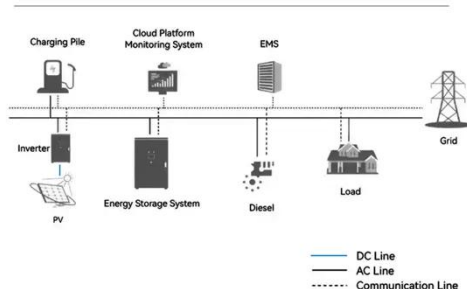 Charging Pile
Cloud Platform
Monitoring System
EMS
Grid
Inverter
PV
Energy Storage System
Diesel
Load
DC Line
AC Line
Communication Line